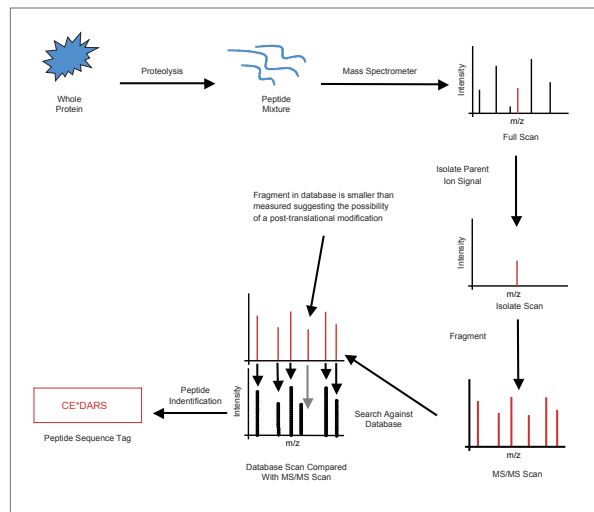 Whole
Protein
Proteolysis
Peptide
Mixture
Mass Spectrometer
Intensity
m/z
Full Scan
Isolate Parent
Ion Signal
Intensity
m/z
Isolate Scan
Fragment
Intensity
m/z
MS/MS Scan
Search Against
Database
Fragment in database is smaller than
measured suggesting the possibility
of a post-translational modification
Intensity
m/z
Database Scan Compared
With MS/MS Scan
Peptide
Indentification
CE*DARS
Peptide Sequence Tag